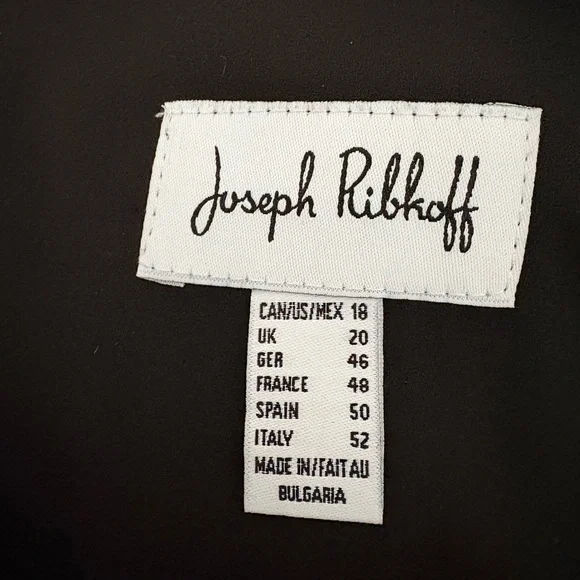 Joseph Ribkoff
CAN/US/MEX 18
UK 20
GER 46
FRANCE 48
SPAIN 50
ITALY 52
MADE IN/FAIT AU
BULGARIA